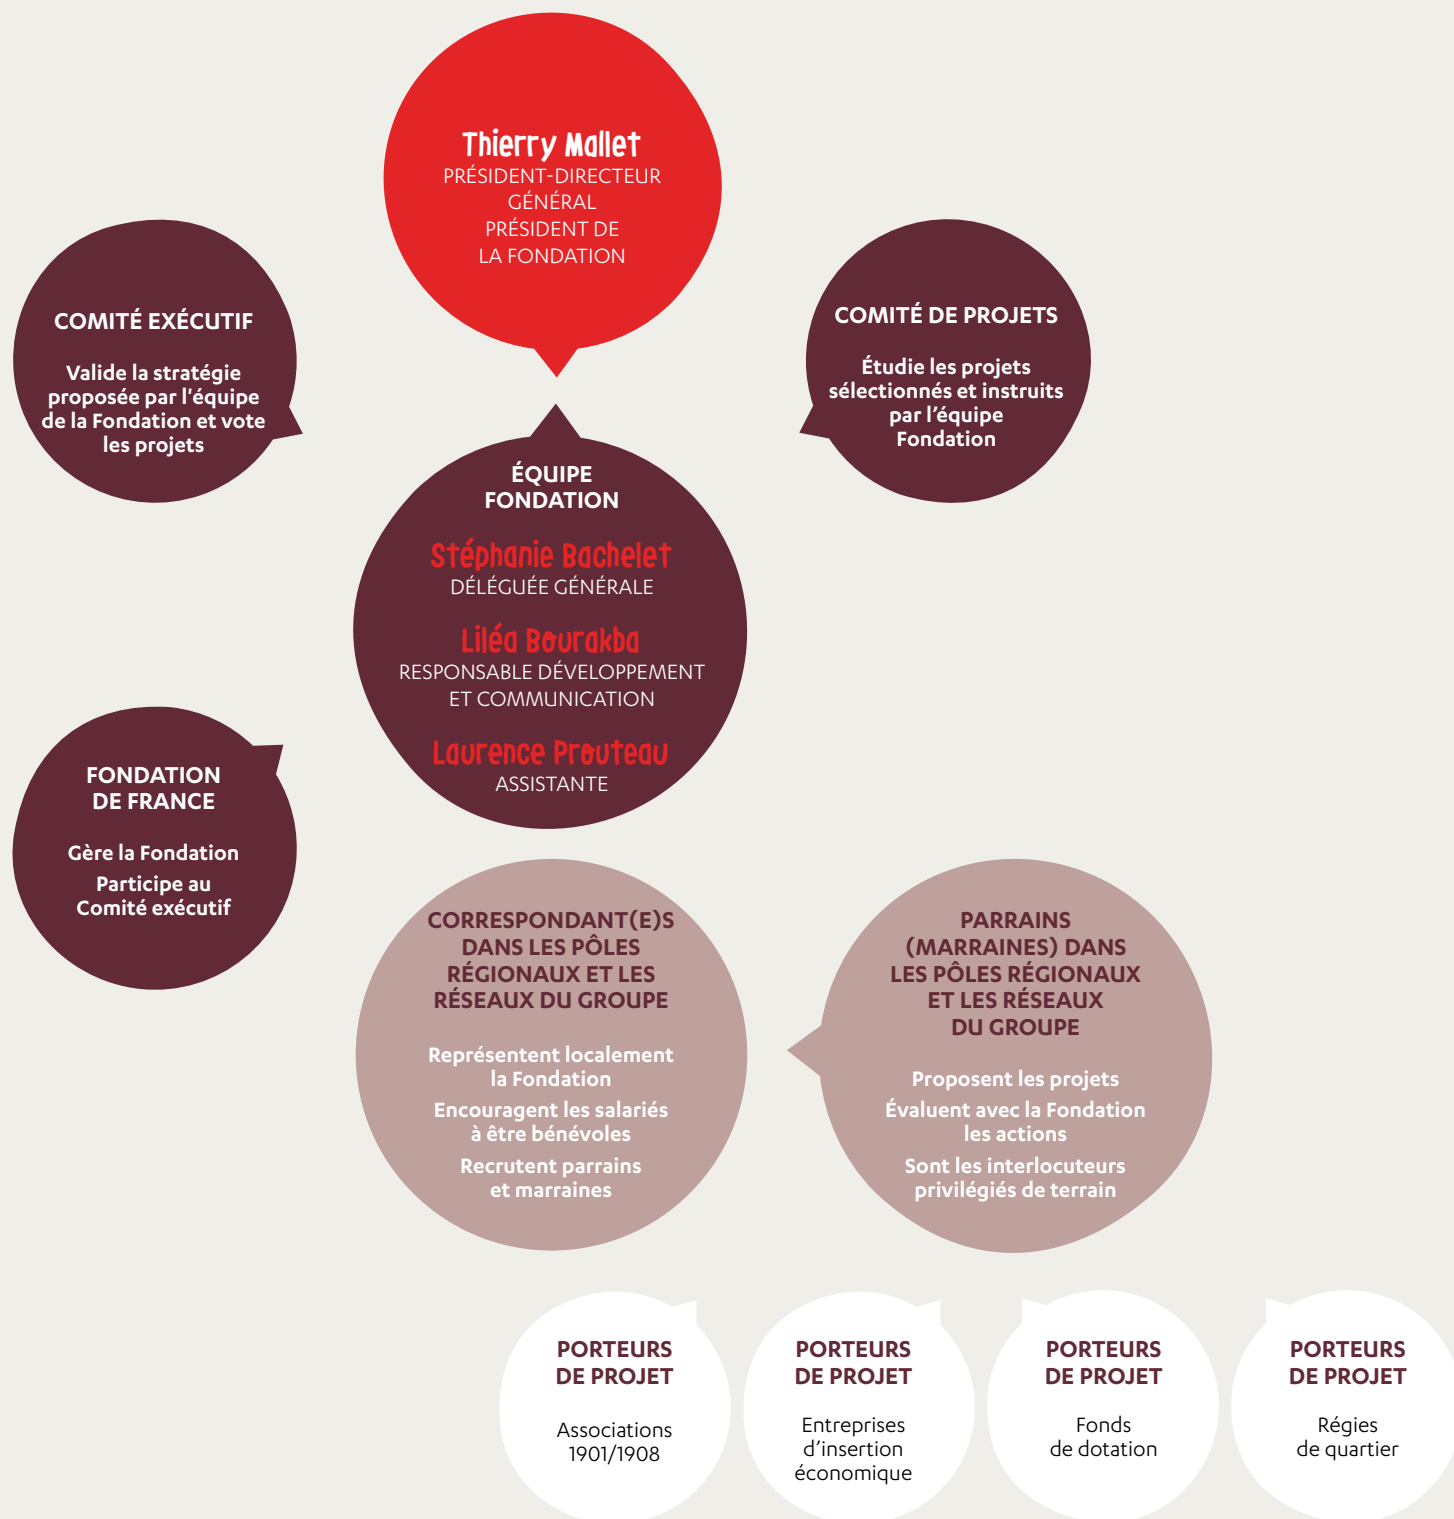 Thierry Mallet
PRÉSIDENT-DIRECTEUR
GÉNÉRAL
PRÉSIDENT DE
LA FONDATION
COMITÉ EXÉCUTIF
Valide la stratégie
proposée par l'équipe
de la Fondation et vote
les projets
COMITÉ DE PROJETS
Étudie les projets
sélectionnés et instruits
par l’équipe
Fondation
ÉQUIPE
FONDATION
Stéphanie Bachelet
DÉLÉGUÉE GÉNÉRALE
Liléa Bourakba
RESPONSABLE DÉVELOPPEMENT
ET COMMUNICATION
Laurence Prouteau
ASSISTANTE
FONDATION
DE FRANCE
Gère la Fondation
Participe au
Comité exécutif
CORRESPONDANT(E)S
DANS LES PÔLES
RÉGIONAUX ET LES
RÉSEAUX DU GROUPE
Représentent localement
la Fondation
Encouragent les salariés
à être bénévoles
Recrutent parrains
et marraines
PARRAINS
(MARRAINES) DANS
LES PÔLES RÉGIONAUX
ET LES RÉSEAUX
DU GROUPE
Proposent les projets
Évaluent avec la Fondation
les actions
Sont les interlocuteurs
privilégiés de terrain
PORTEURS
DE PROJET
Associations
1901/1908
PORTEURS
DE PROJET
Entreprises
d’insertion
économique
PORTEURS
DE PROJET
Fonds
de dotation
PORTEURS
DE PROJET
Régies
de quartier